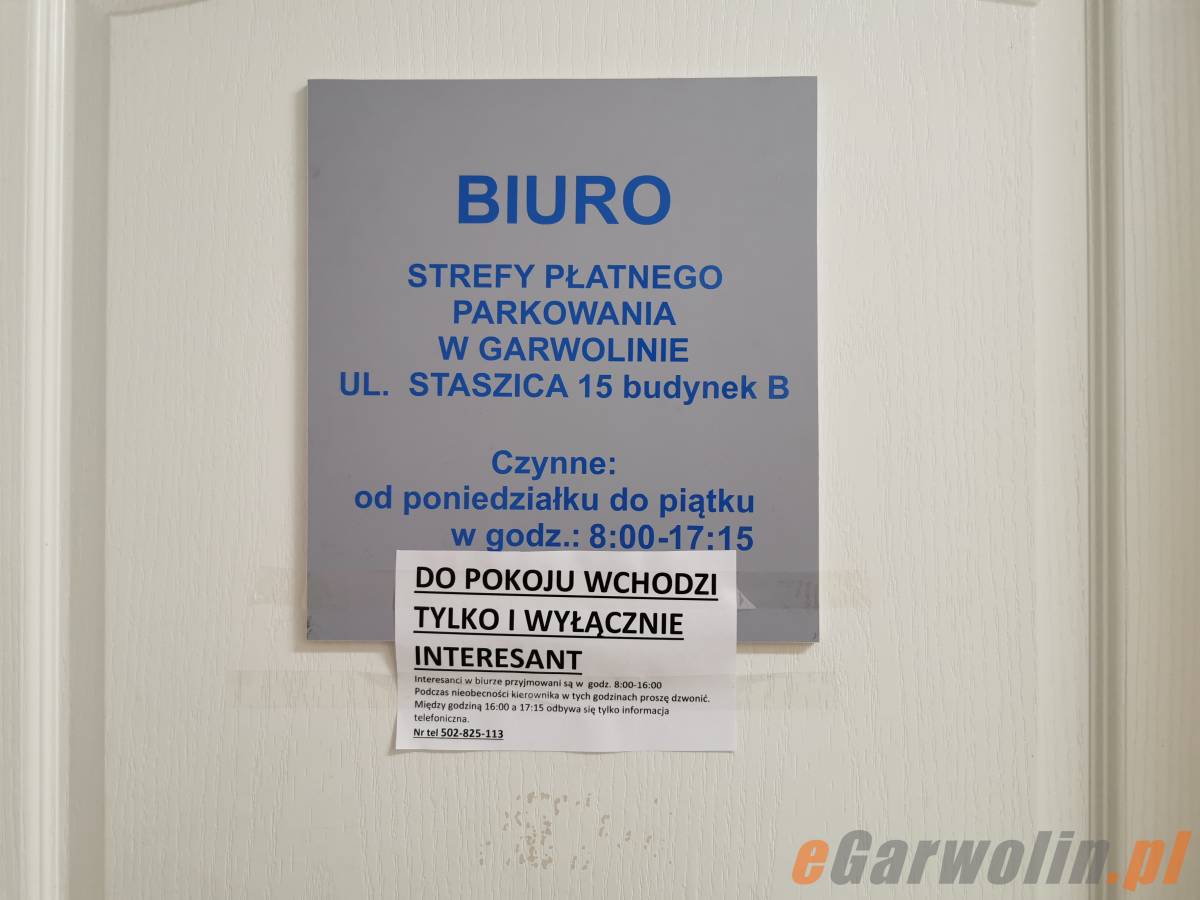 BIURO
STREFY PŁATNEGO
PARKOWANIA
W GARWOLINIE
UL. STASZICA 15 budynek B
Czynne:
od poniedziałku do piątku
w godz.: 8:00-17:15
DO POKOJU WCHODZI
TYLKO I WYŁĄCZNIE
INTERESANT
Interesanci w biurze przyjmowani są w godz. 8:00-16:00
Podczas nieobecności kierownika w tych godzinach proszę dzwonić.
Między godziną 16:00 a 17:15 odbywa się tylko informacja
telefoniczna.
Nr tel 502-825-113
eGarwolin.pl